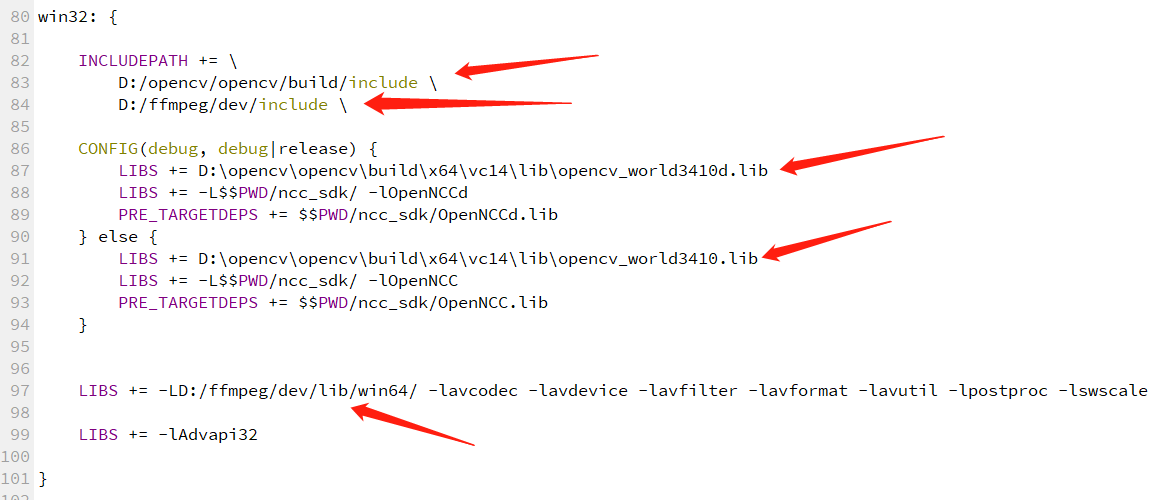 80 win32: {
81
82 INCLUDEPATH += \
83 D:/opencv/opencv/build/include \
84 D:/ffmpeg/dev/include \
85
86 CONFIG(debug, debug|release) {
87 LIBS += D:\opencv\opencv\build\x64\vc14\lib\opencv_world3410d.lib
88 LIBS += -L$$PWD/ncc_sdk/ -lOpenNCCd
89 PRE_TARGETDEPS += $$PWD/ncc_sdk/OpenNCCd.lib
90 } else {
91 LIBS += D:\opencv\opencv\build\x64\vc14\lib\opencv_world3410.lib
92 LIBS += -L$$PWD/ncc_sdk/ -lOpenNCC
93 PRE_TARGETDEPS += $$PWD/ncc_sdk/OpenNCC.lib
94 }
95
96
97 LIBS += -LD:/ffmpeg/dev/lib/win64/ -lavcodec -lavdevice -lavfilter -lavformat -lavutil -lpostproc -lswscale
98
99 LIBS += -lAdvapi32
100
101 }
102